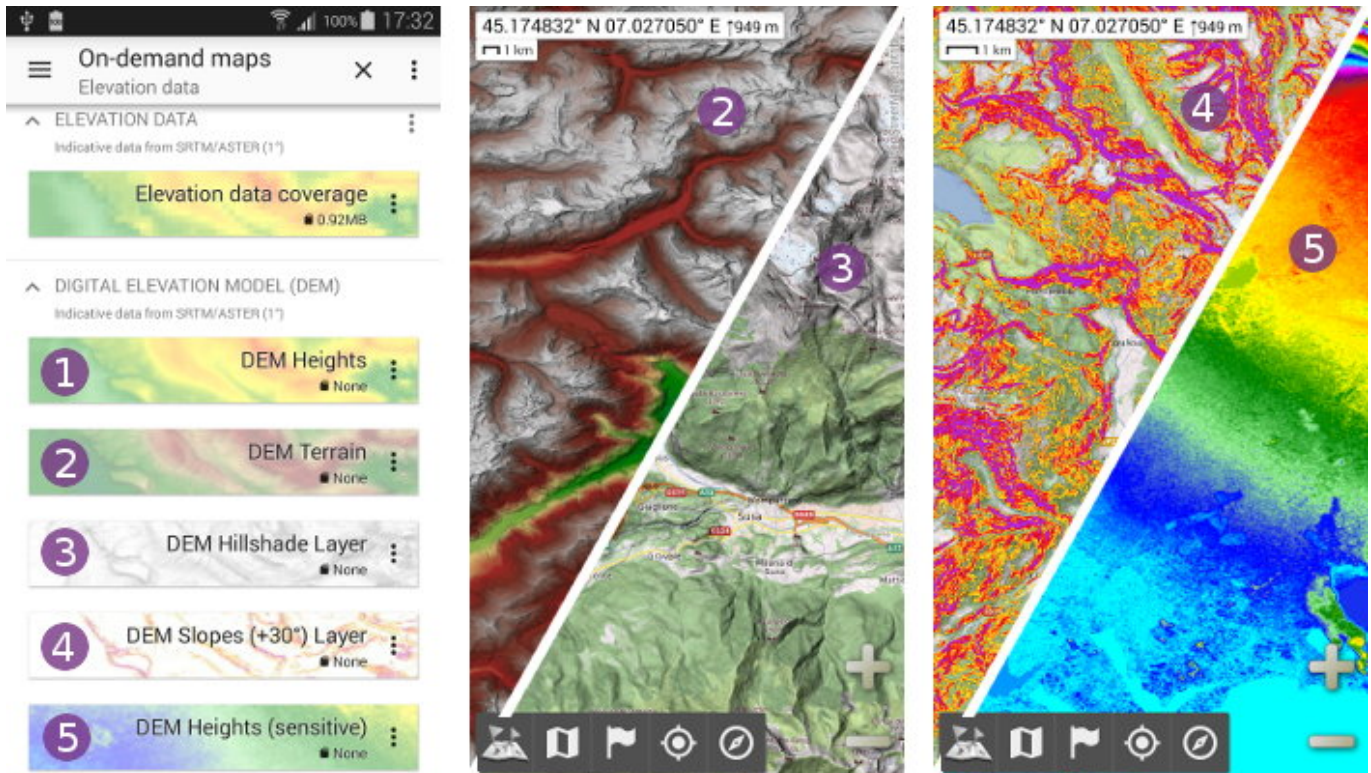 100% 17:32
On-demand maps
Elevation data
ELEVATION DATA
Indicative data from SRTM/ASTER (1")
Elevation data coverage
0.92MB
DIGITAL ELEVATION MODEL (DEM)
Indicative data from SRTM/ASTER (1")
1
DEM Heights
None
2
DEM Terrain
None
3
DEM Hillshade Layer
None
4
DEM Slopes (+30°) Layer
None
5
DEM Heights (sensitive)
None
45.174832° N 07.027050° E ↑949 m
1 km
2
3
Susa
45.174832° N 07.027050° E ↑949 m
1 km
4
5